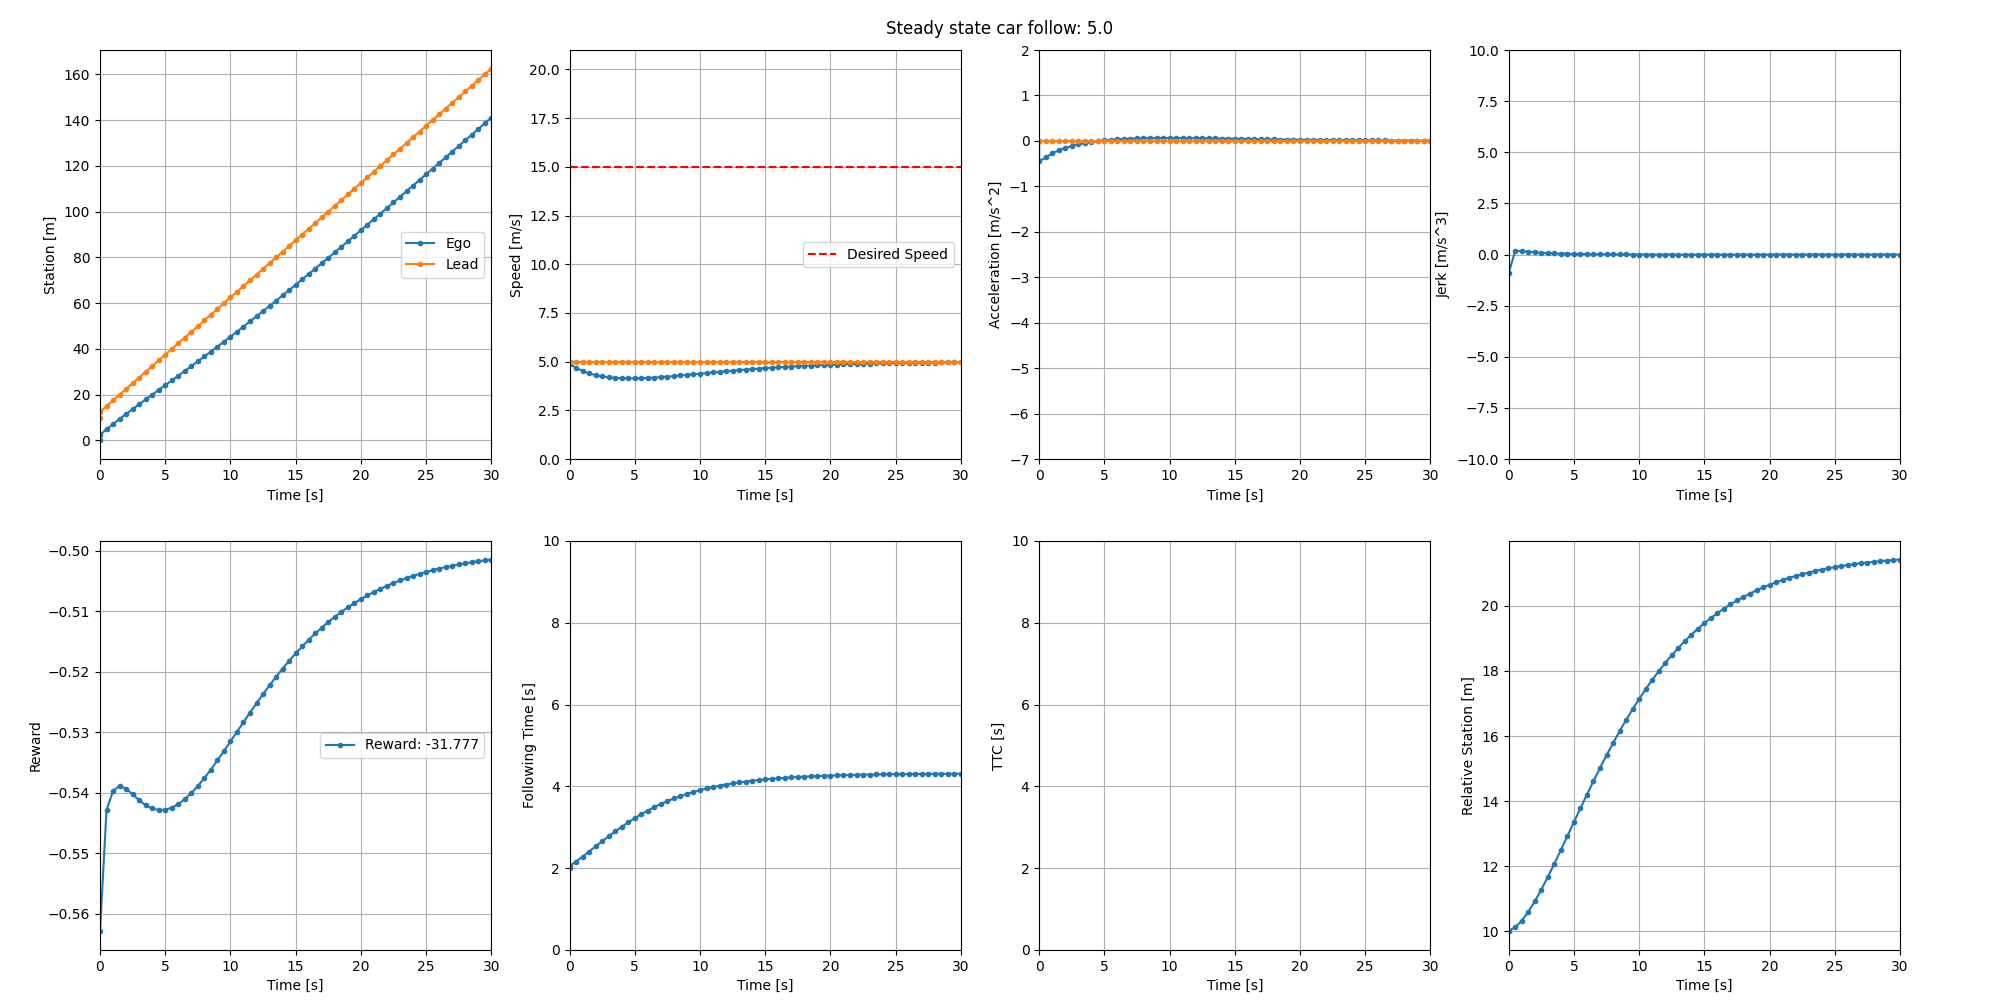 Steady state car follow: 5.0
Station [m]
160
140
120
100
80
60
40
20
0
Ego
Lead
0 5 10 15 20 25 30
Time [s]
Speed [m/s]
20.0
17.5
15.0
12.5
10.0
7.5
5.0
2.5
0.0
Desired Speed
0 5 10 15 20 25 30
Time [s]
Acceleration [m/s^2]
2
1
0
−1
−2
−3
−4
−5
−6
−7
0 5 10 15 20 25 30
Time [s]
Jerk [m/s^3]
10.0
7.5
5.0
2.5
0.0
−2.5
−5.0
−7.5
−10.0
0 5 10 15 20 25 30
Time [s]
Reward
−0.50
−0.51
−0.52
−0.53
−0.54
−0.55
−0.56
Reward: -31.777
0 5 10 15 20 25 30
Time [s]
Following Time [s]
10
8
6
4
2
0
0 5 10 15 20 25 30
Time [s]
TTC [s]
10
8
6
4
2
0
0 5 10 15 20 25 30
Time [s]
Relative Station [m]
20
18
16
14
12
10
0 5 10 15 20 25 30
Time [s]